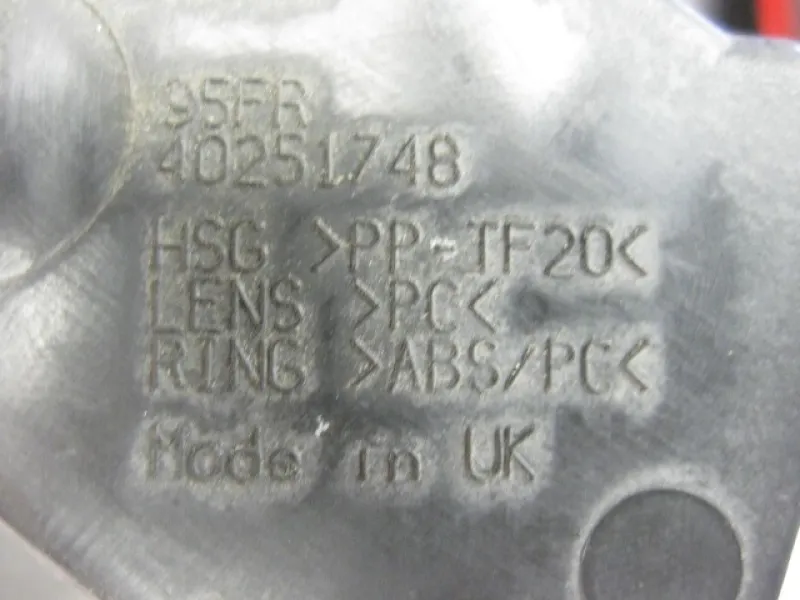 95FR
40251748
HSG >PP-TF20<
LENS >PC<
RING >ABS/PC<
Made in UK